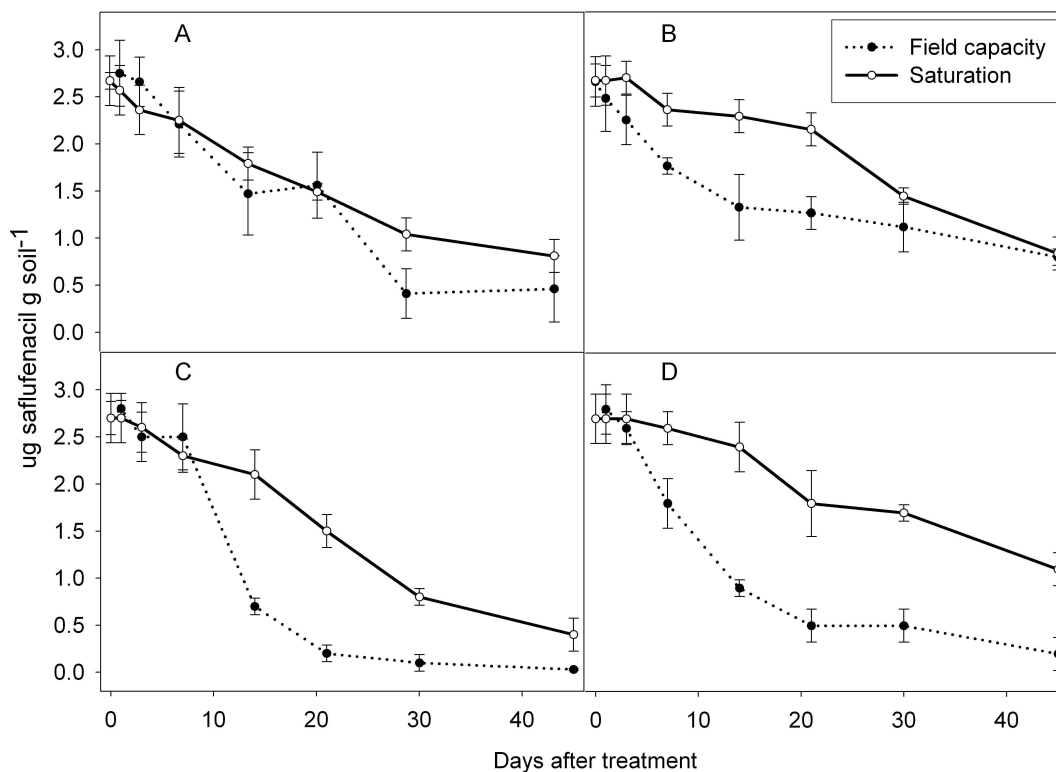 A
B
Field capacity
Saturation
3.0
2.5
2.0
1.5
1.0
0.5
0.0
ug saflufenacil g soil⁻¹
C
D
3.0
2.5
2.0
1.5
1.0
0.5
0.0
0 10 20 30 40 0 10 20 30 40
Days after treatment